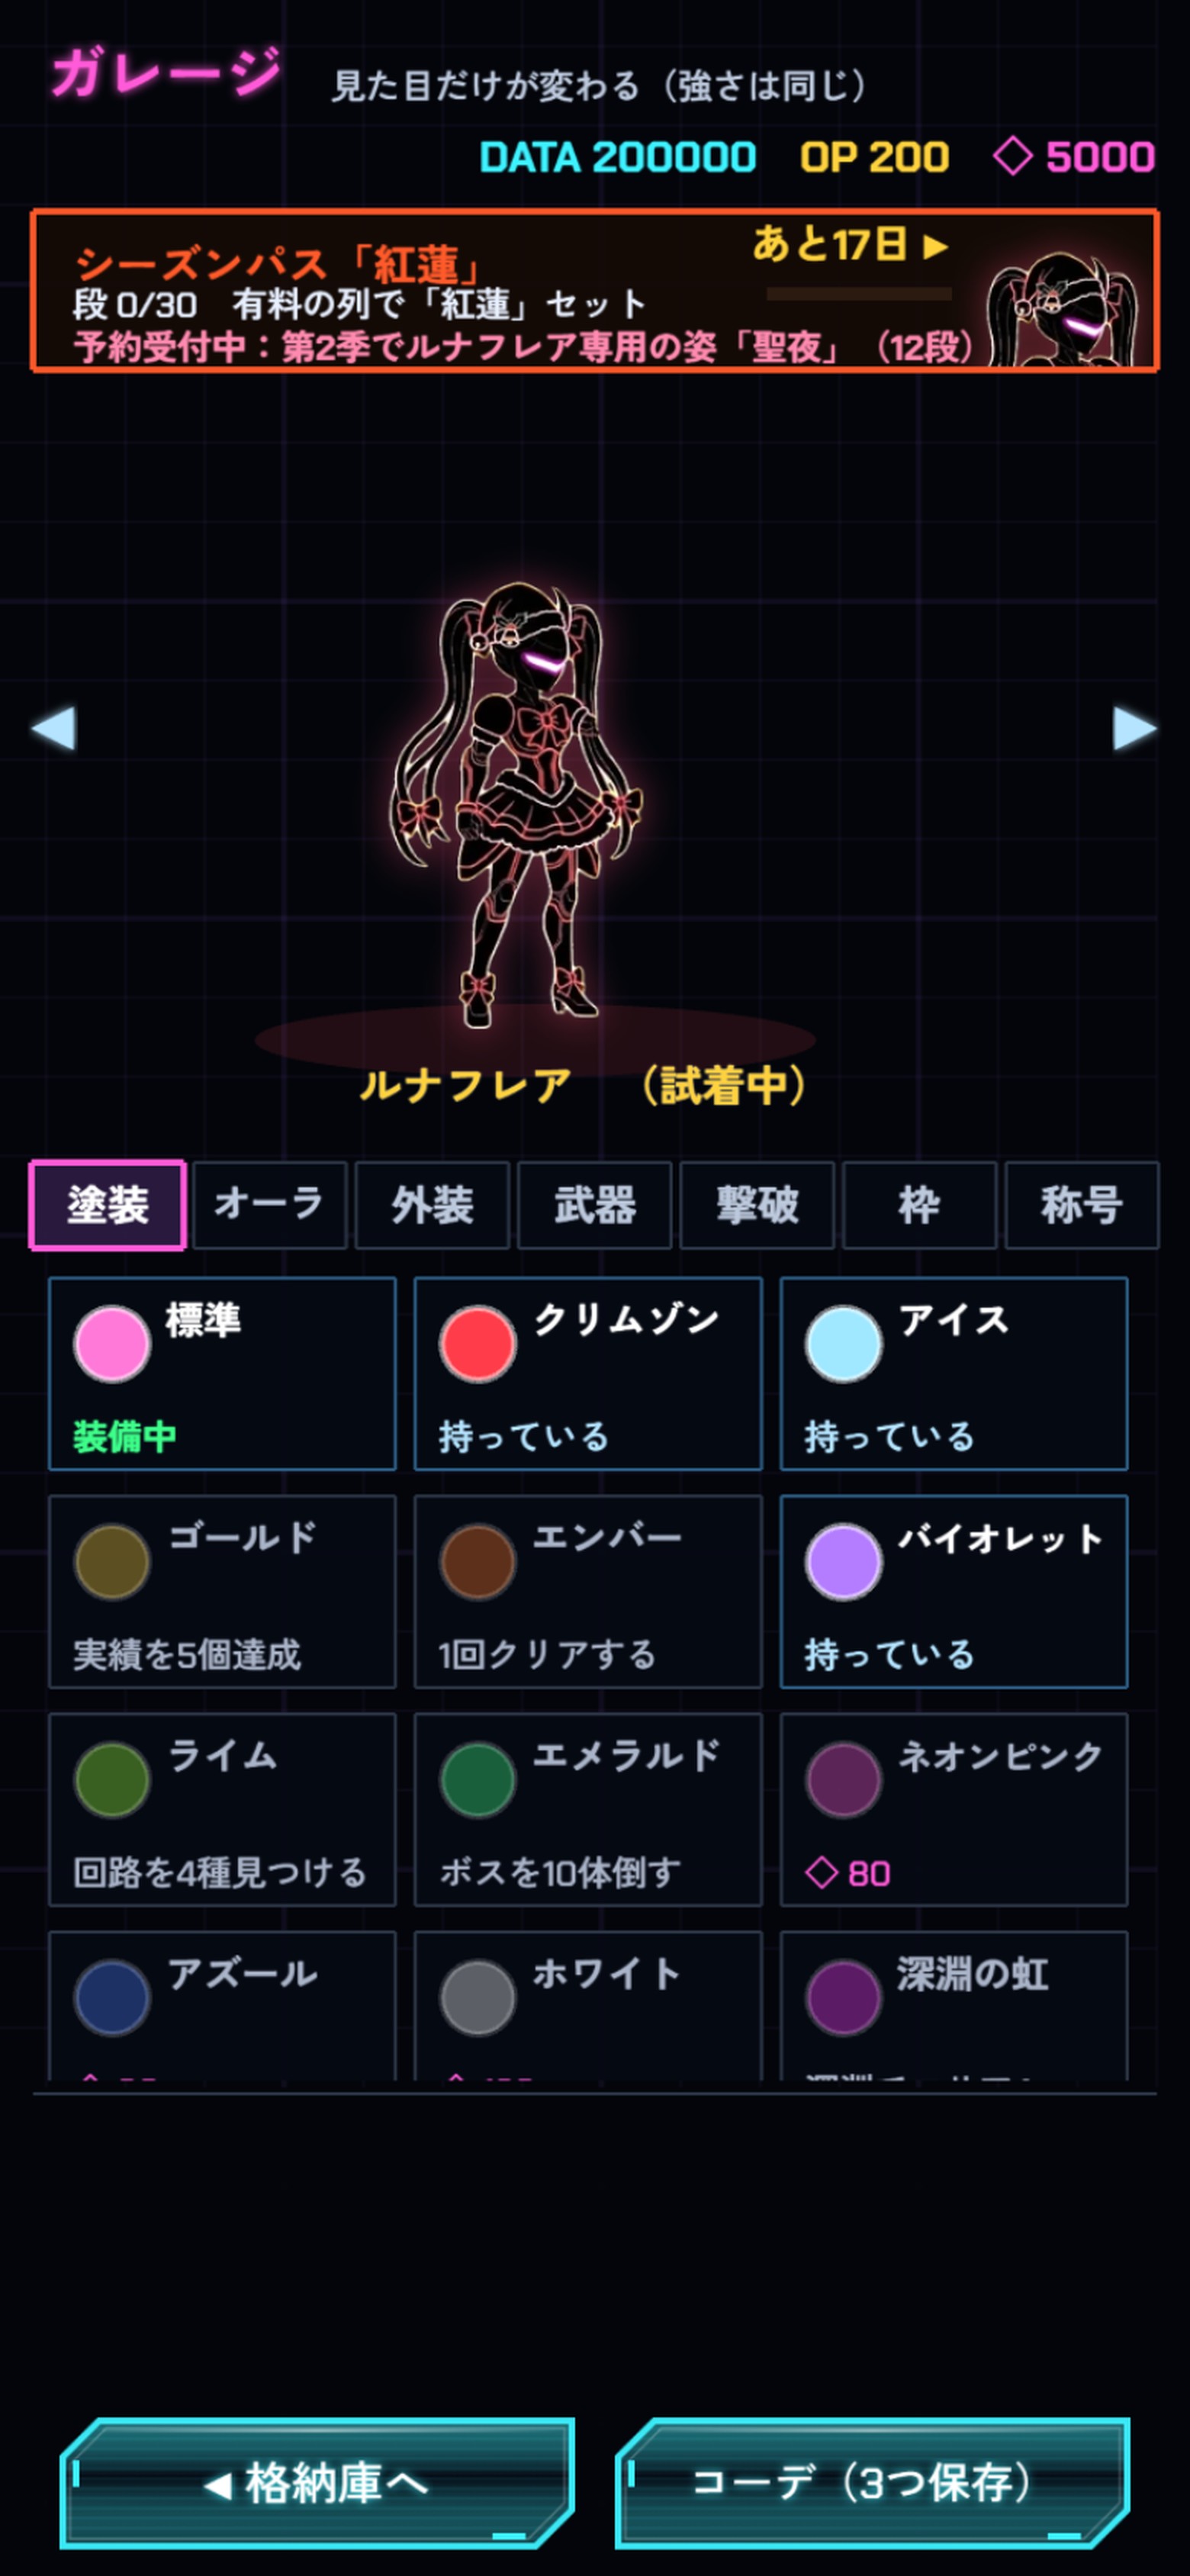 ガレージ 見た目だけが変わる（強さは同じ）
DATA 200000 OP 200 ◇ 5000
シーズンパス「紅蓮」 あと17日 ▶
段 0/30 有料の列で「紅蓮」セット
予約受付中：第2季でルナフレア専用の姿「聖夜」（12段）
◀ ▶
ルナフレア （試着中）
塗装 オーラ 外装 武器 撃破 枠 称号
標準 クリムゾン アイス
装備中 持っている 持っている
ゴールド エンバー バイオレット
実績を5個達成 1回クリアする 持っている
ライム エメラルド ネオンピンク
回路を4種見つける ボスを10体倒す ◇ 80
アズール ホワイト 深淵の虹
◀ 格納庫へ コーデ（3つ保存）